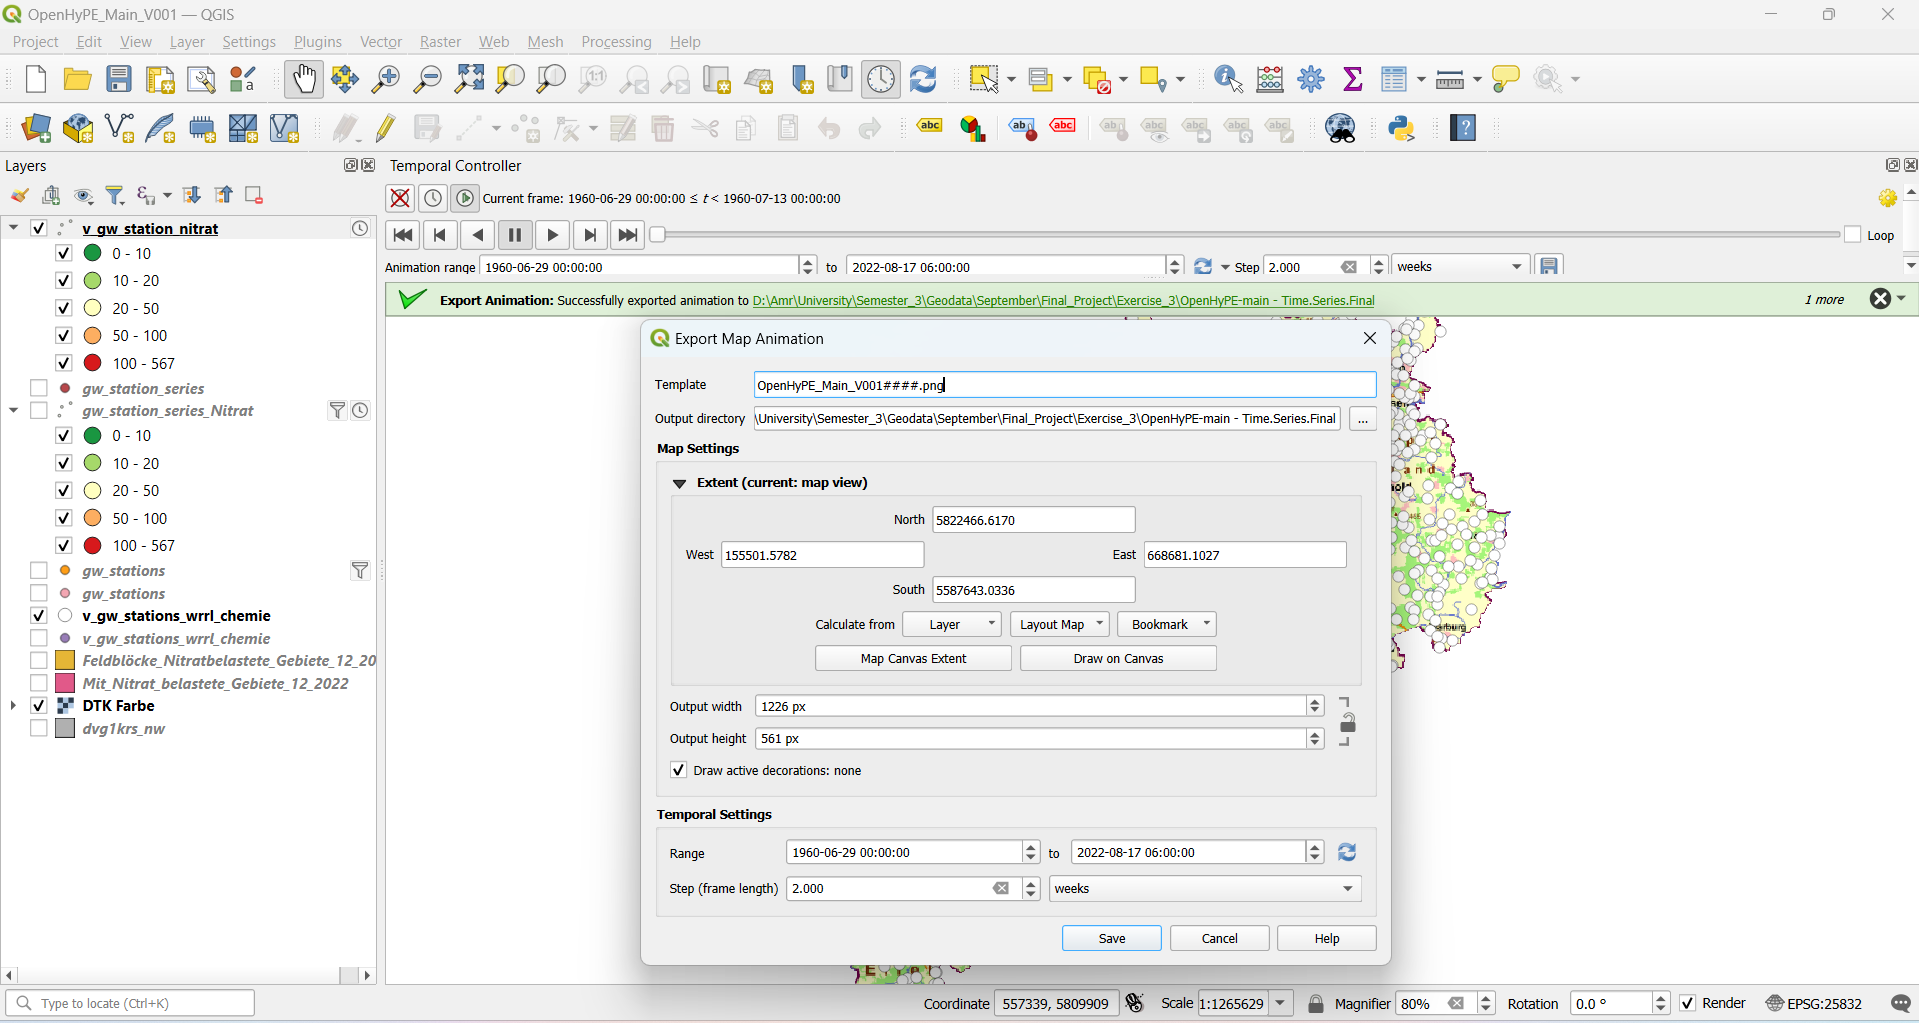 OpenHyPE_Main_V001 — QGIS
Project Edit View Layer Settings Plugins Vector Raster Web Mesh Processing Help
Layers
Temporal Controller
Current frame: 1960-06-29 00:00:00 ≤ t < 1960-07-13 00:00:00
Loop
Animation range 1960-06-29 00:00:00 to 2022-08-17 06:00:00 Step 2.000 weeks
Export Animation: Successfully exported animation to D:\Amr\University\Semester_3\Geodata\September\Final_Project\Exercise_3\OpenHyPE-main - Time.Series.Final 1 more
v_gw_station_nitrat
0 - 10
10 - 20
20 - 50
50 - 100
100 - 567
gw_station_series
gw_station_series_Nitrat
0 - 10
10 - 20
20 - 50
50 - 100
100 - 567
gw_stations
gw_stations
v_gw_stations_wrrl_chemie
v_gw_stations_wrrl_chemie
Feldblöcke_Nitratbelastete_Gebiete_12_20
Mit_Nitrat_belastete_Gebiete_12_2022
DTK Farbe
dvg1krs_nw
Export Map Animation
Template OpenHyPE_Main_V001####.png
Output directory \University\Semester_3\Geodata\September\Final_Project\Exercise_3\OpenHyPE-main - Time.Series.Final ...
Map Settings
Extent (current: map view)
North 5822466.6170
West 155501.5782 East 668681.1027
South 5587643.0336
Calculate from Layer Layout Map Bookmark
Map Canvas Extent Draw on Canvas
Output width 1226 px
Output height 561 px
Draw active decorations: none
Temporal Settings
Range 1960-06-29 00:00:00 to 2022-08-17 06:00:00
Step (frame length) 2.000 weeks
Save Cancel Help
Type to locate (Ctrl+K) Coordinate 557339, 5809909 Scale 1:1265629 Magnifier 80% Rotation 0.0 ° Render EPSG:25832